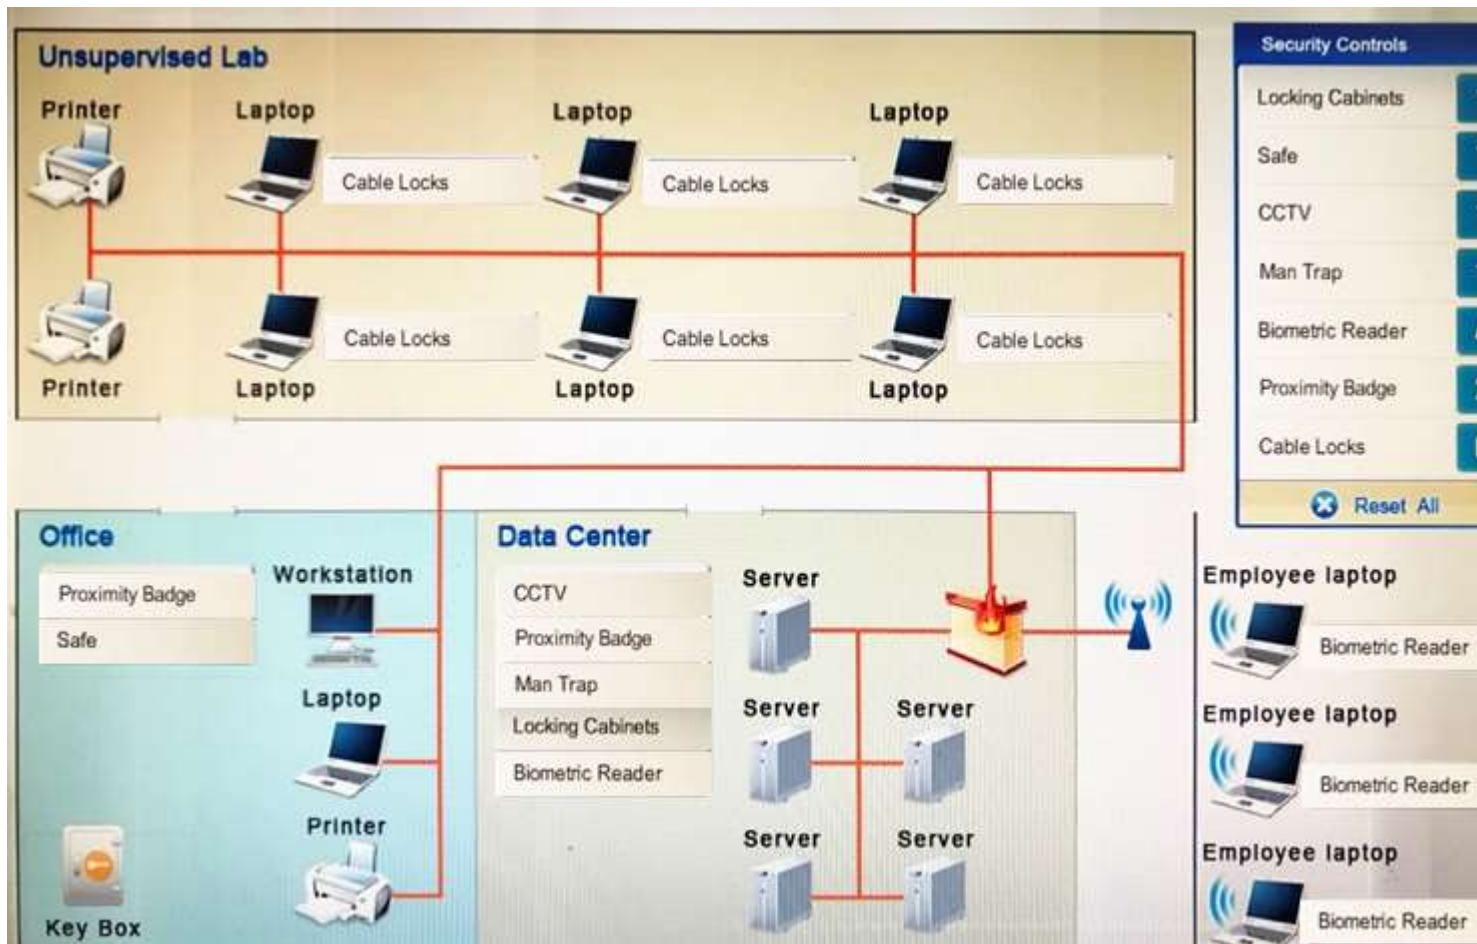 Unsupervised Lab
Printer
Laptop
Laptop
Laptop
Cable Locks
Cable Locks
Cable Locks
Cable Locks
Cable Locks
Cable Locks
Printer
Laptop
Laptop
Laptop
Security Controls
Locking Cabinets
Safe
CCTV
Man Trap
Biometric Reader
Proximity Badge
Cable Locks
Reset All
Office
Proximity Badge
Safe
Workstation
Laptop
Printer
Key Box
Data Center
CCTV
Proximity Badge
Man Trap
Locking Cabinets
Biometric Reader
Server
Server
Server
Server
Server
Employee laptop
Biometric Reader
Employee laptop
Biometric Reader
Employee laptop
Biometric Reader